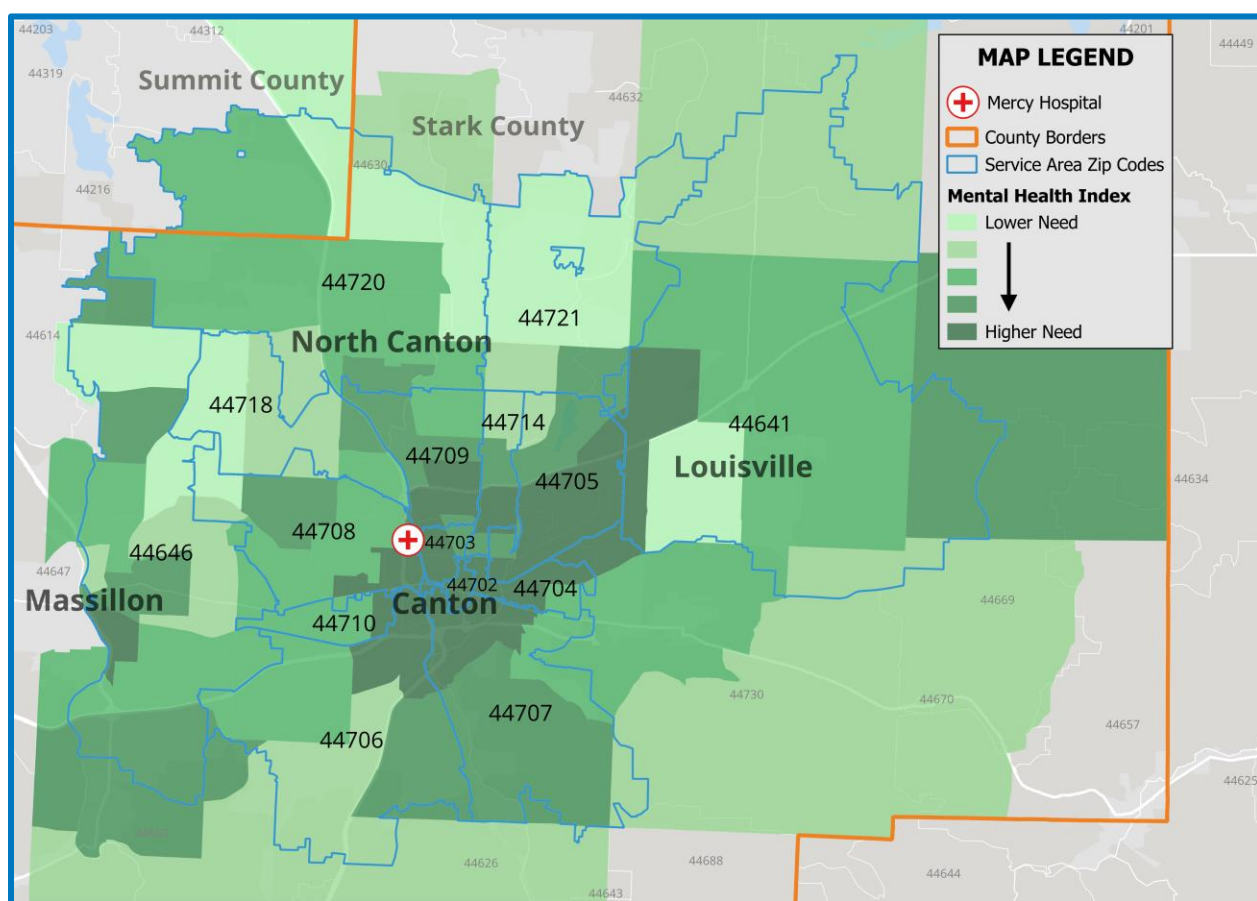 44203
44312
44201
44449
44319
Summit County
44632
Stark County
44630
44216
MAP LEGEND
Mercy Hospital
County Borders
Service Area Zip Codes
Mental Health Index
Lower Need
Higher Need
44720
44721
44614
North Canton
44718
44714
44641
44709
Louisville
44705
44634
44708
44703
44646
44647
44702
44704
Massillon
Canton
44669
44710
44730
44670
44707
44657
44706
44625
44626
44688
44644
44643